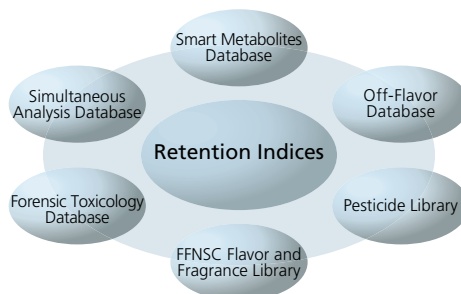 Smart Metabolites
Database
Simultaneous
Analysis Database
Off-Flavor
Database
Retention Indices
Forensic Toxicology
Database
Pesticide Library
FFNSC Flavor and
Fragrance Library